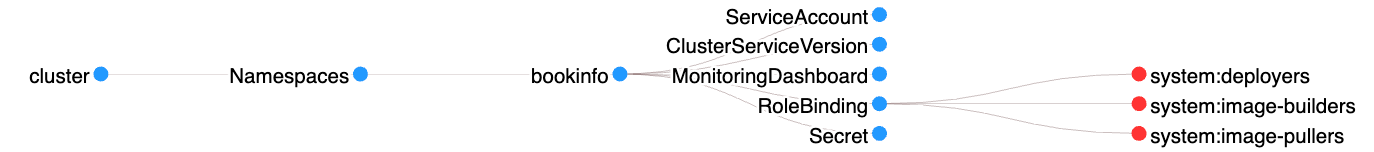 cluster
Namespaces
bookinfo
ServiceAccount
ClusterServiceVersion
MonitoringDashboard
RoleBinding
Secret
system:deployers
system:image-builders
system:image-pullers